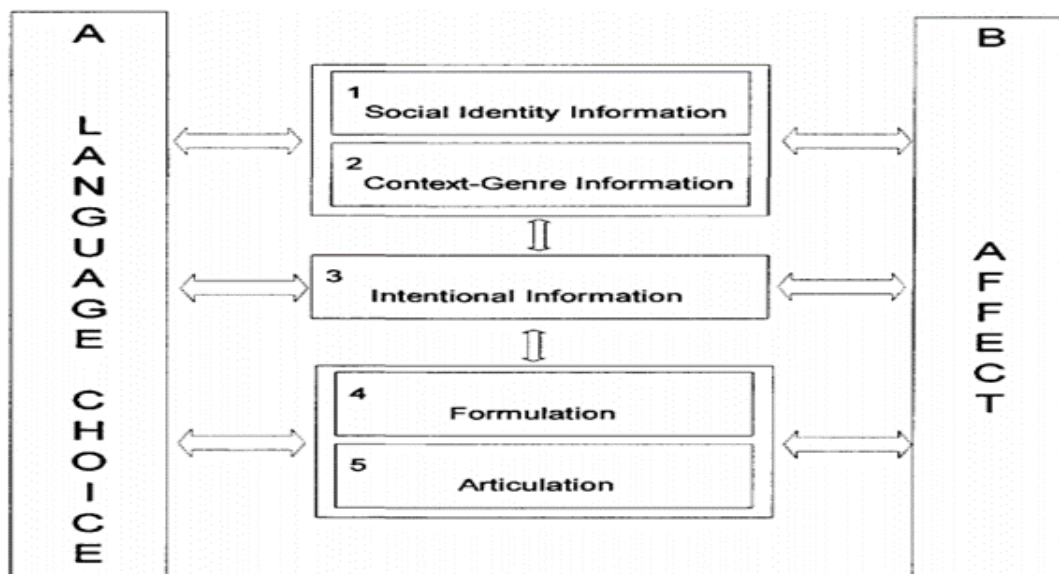 A LANGUAGE CHOICE
1
Social Identity Information
2
Context-Genre Information
3
Intentional Information
4
Formulation
5
Articulation
B AFFECT